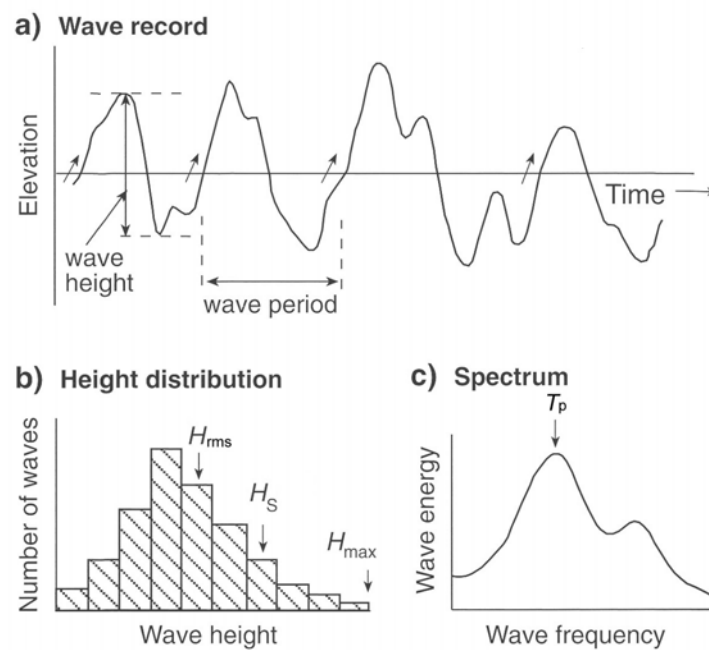 a) Wave record
Elevation
wave
height
wave period
Time
b) Height distribution
Number of waves
Hrms
HS
Hmax
Wave height
c) Spectrum
Tp
Wave energy
Wave frequency